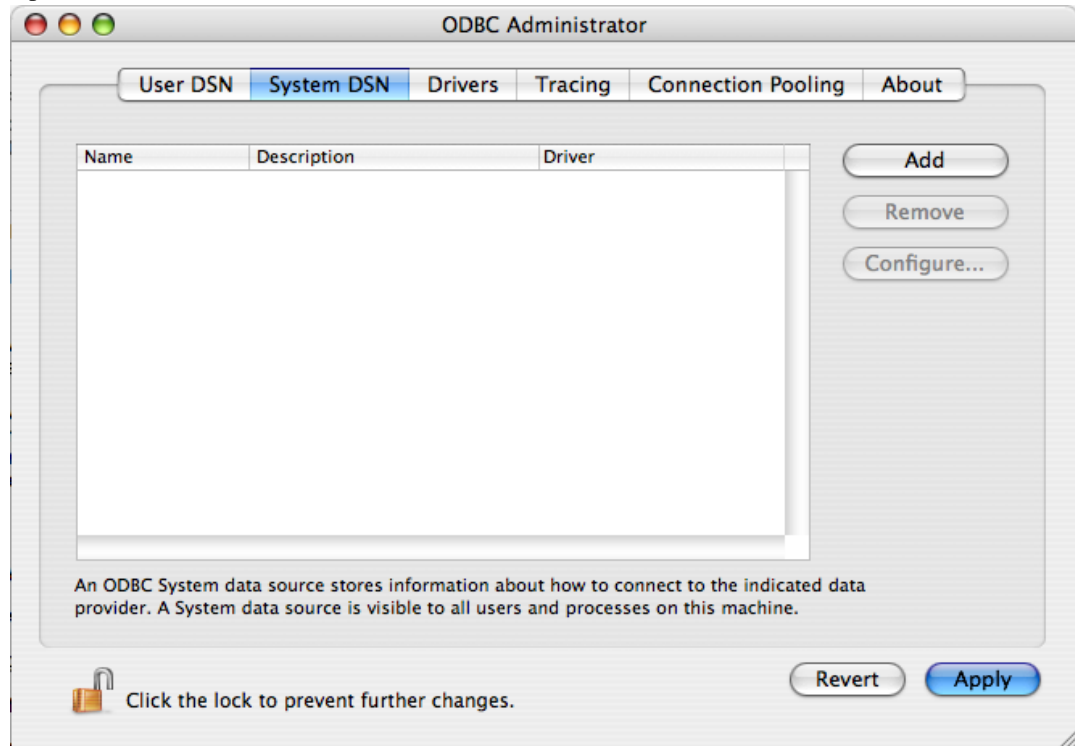 ODBC Administrator
User DSN System DSN Drivers Tracing Connection Pooling About
Name Description Driver
Add
Remove
Configure...
An ODBC System data source stores information about how to connect to the indicated data
provider. A System data source is visible to all users and processes on this machine.
Click the lock to prevent further changes.
Revert Apply